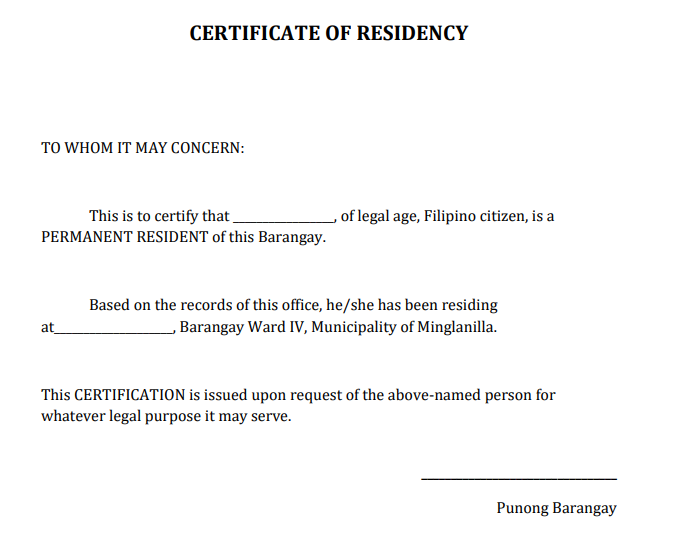 CERTIFICATE OF RESIDENCY
TO WHOM IT MAY CONCERN:
This is to certify that _________________, of legal age, Filipino citizen, is a
PERMANENT RESIDENT of this Barangay.
Based on the records of this office, he/she has been residing
at____________________, Barangay Ward IV, Municipality of Minglanilla.
This CERTIFICATION is issued upon request of the above-named person for
whatever legal purpose it may serve.
_________________________________
Punong Barangay